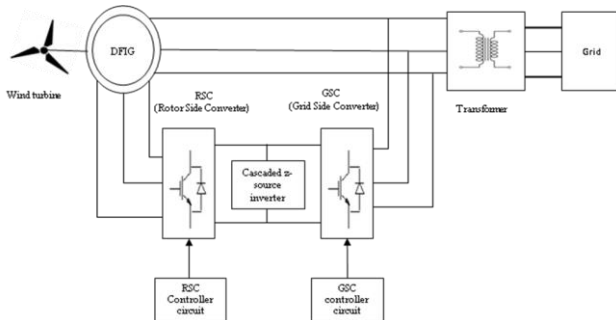 DFIG
Grid
Wind turbine
RSC
(Rotor Side Converter)
GSC
(Grid Side Converter)
Transformer
Cascaded z-
source
inverter
RSC
Controller
circuit
GSC
controller
circuit